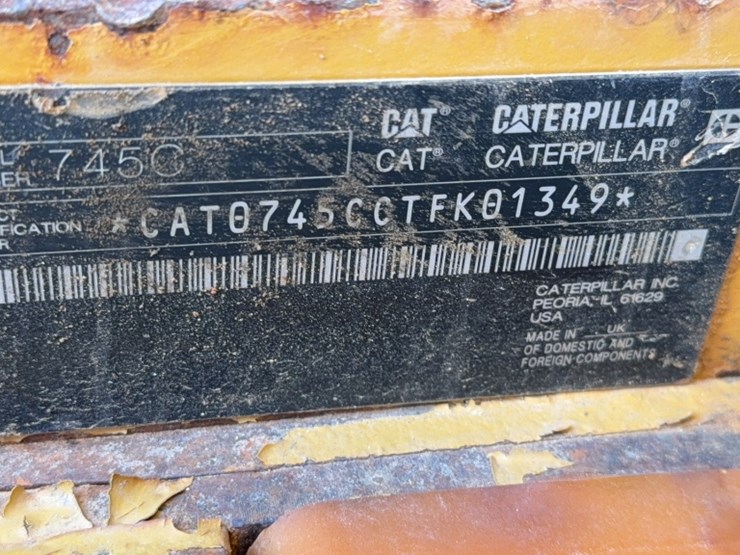 CAT® CATERPILLAR®
CAT® CATERPILLAR®
745C
*CAT0745CCTFK01349*
CATERPILLAR INC.
PEORIA, IL 61629
USA
MADE IN UK
OF DOMESTIC AND
FOREIGN COMPONENTS